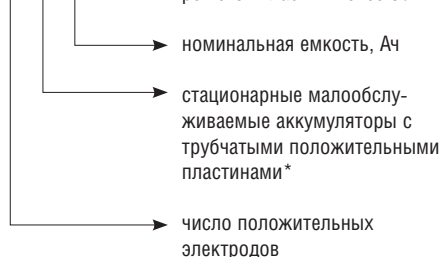 номинальная емкость, Ач
стационарные малообслу-
живаемые аккумуляторы с
трубчатыми положительными
пластинами*
число положительных
электродов